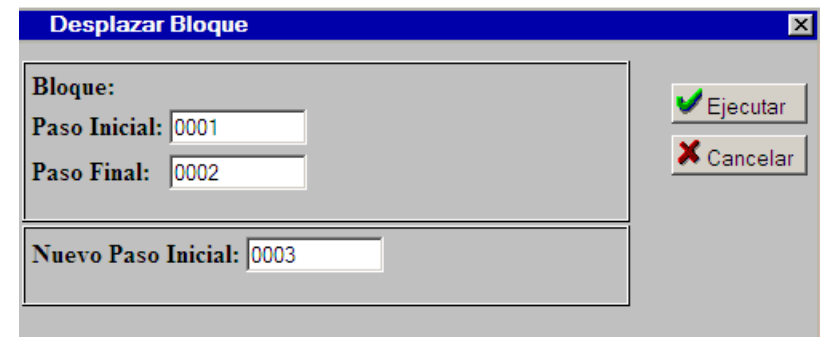 Desplazar Bloque
Bloque:
Paso Inicial: 0001
Paso Final: 0002
Nuevo Paso Inicial: 0003
Ejecutar
Cancelar